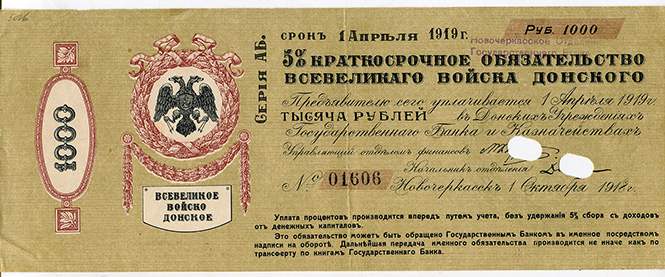 5086
СРОКЪ 1 АПРѢЛЯ 1919 г.
РУБ. 1000
Новочеркасское Отдѣлен
Государственнаго Банка
СЕРІЯ АБ.
5% КРАТКОСРОЧНОЕ ОБЯЗАТЕЛЬСТВО
ВСЕВЕЛИКАГО ВОЙСКА ДОНСКОГО
Предъявителю сего уплачивается 1 Апрѣля 1919 г.
ТЫСЯЧА РУБЛЕЙ въ Донскихъ Учрежденіяхъ
Государственнаго Банка и Казначействахъ
Управляющій отдѣломъ финансовъ
Начальникъ отдѣленія
№ 01606 Новочеркасскъ 1 Октября 1918 г.
1000
ВСЕВЕЛИКОЕ
ВОЙСКО
ДОНСКОЕ
Уплата процентовъ производится впередъ путемъ учета, безъ удержанія 5% сбора съ доходовъ
отъ денежныхъ капиталовъ.
Это обязательство можетъ быть обращено Государственнымъ Банкомъ въ именное посредствомъ
надписи на оборотѣ. Дальнѣйшая передача именного обязательства производится не иначе какъ по
трансферту по книгамъ Государственнаго Банка.